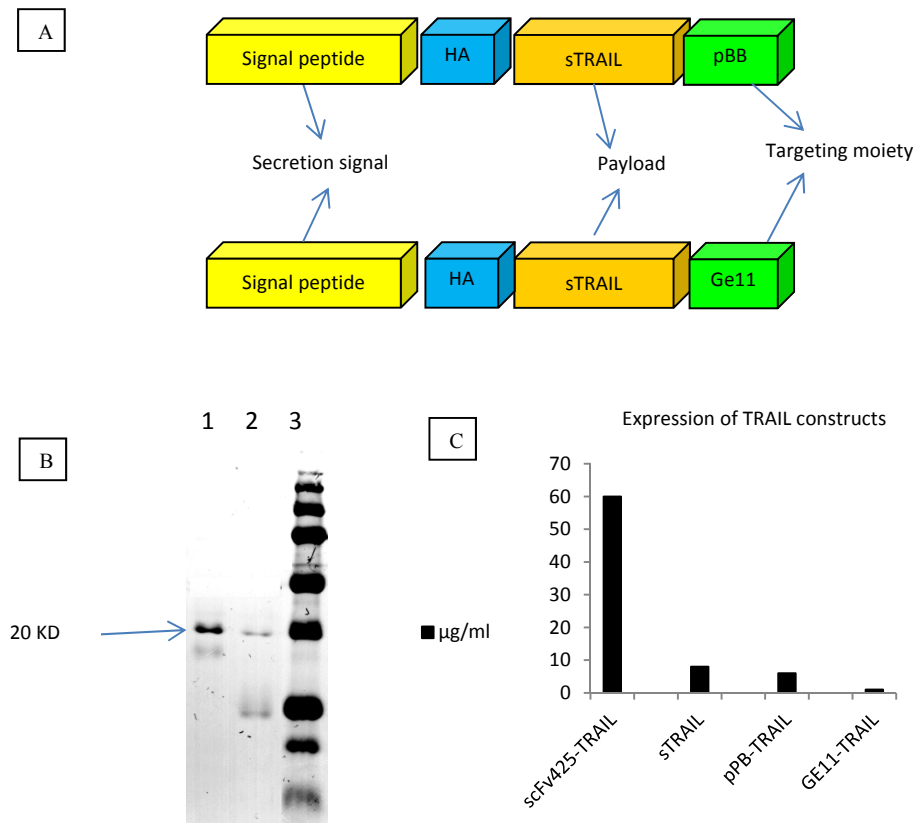 A
Signal peptide
HA
sTRAIL
pBB
Secretion signal
Payload
Targeting moiety
Signal peptide
HA
sTRAIL
Ge11
B
1 2 3
20 KD
C
Expression of TRAIL constructs
70
60
50
40
30
20
10
0
µg/ml
scFv425-TRAIL
sTRAIL
pPB-TRAIL
GE11-TRAIL